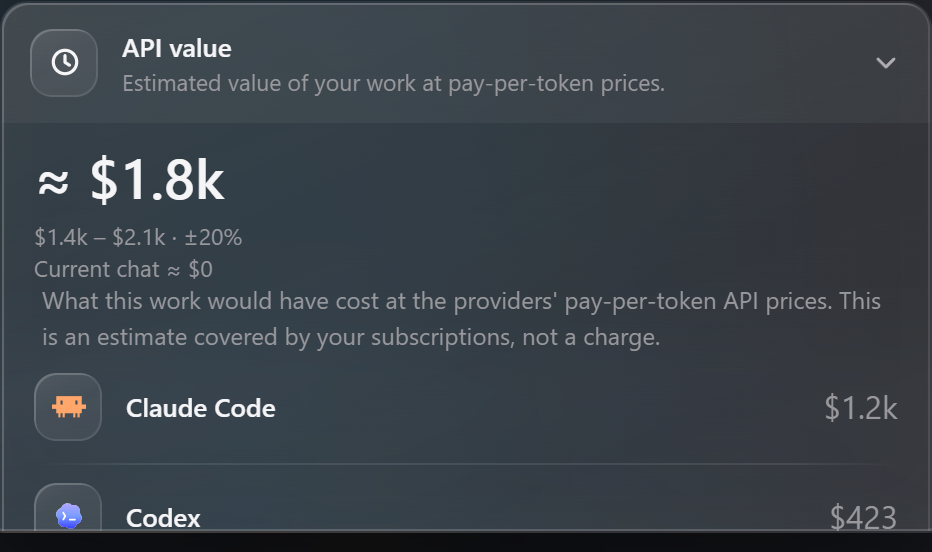 API value
Estimated value of your work at pay-per-token prices.
≈ $1.8k
$1.4k – $2.1k · ±20%
Current chat ≈ $0
What this work would have cost at the providers' pay-per-token API prices. This
is an estimate covered by your subscriptions, not a charge.
Claude Code $1.2k
Codex $423